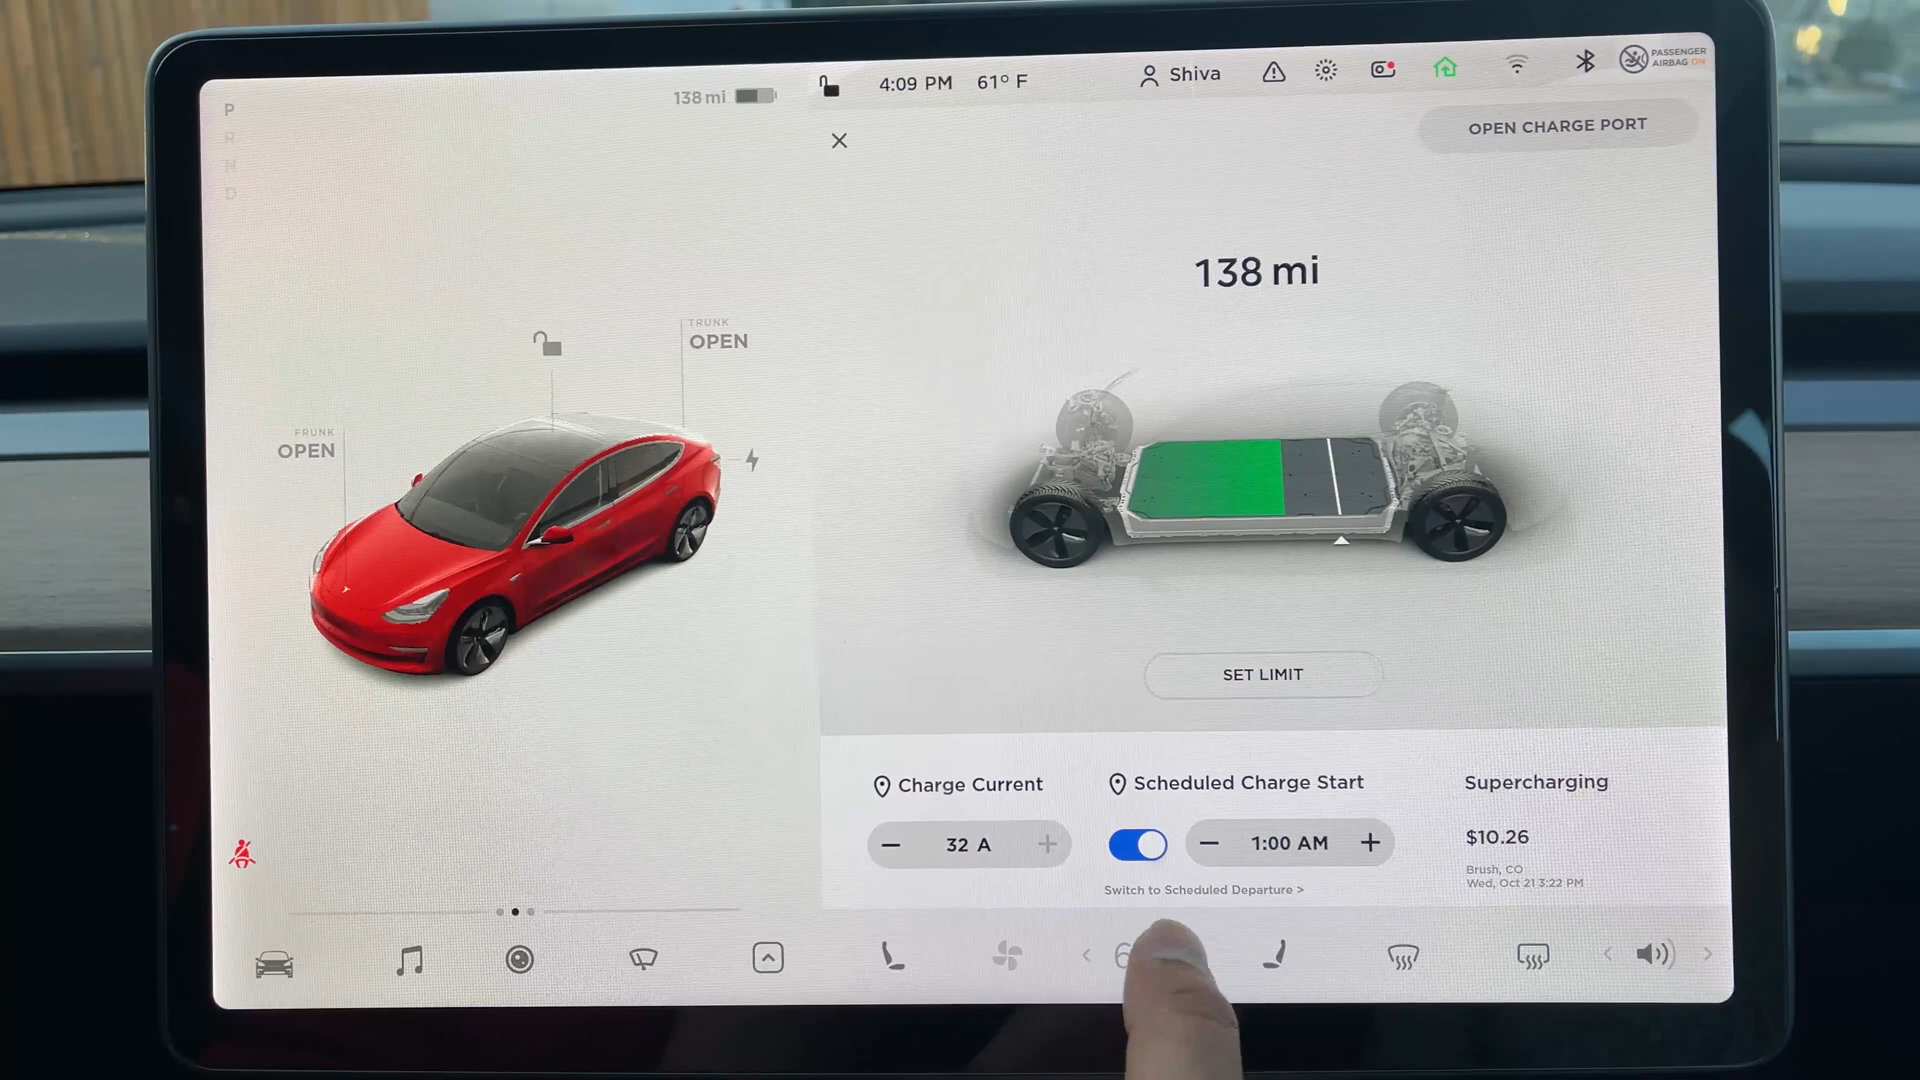 P
R
N
D
138 mi
4:09 PM 61° F
Shiva
PASSENGER
AIRBAG ON
OPEN CHARGE PORT
138 mi
TRUNK
OPEN
FRUNK
OPEN
SET LIMIT
Charge Current
32 A
Scheduled Charge Start
1:00 AM
Switch to Scheduled Departure >
Supercharging
$10.26
Brush, CO
Wed, Oct 21 3:22 PM